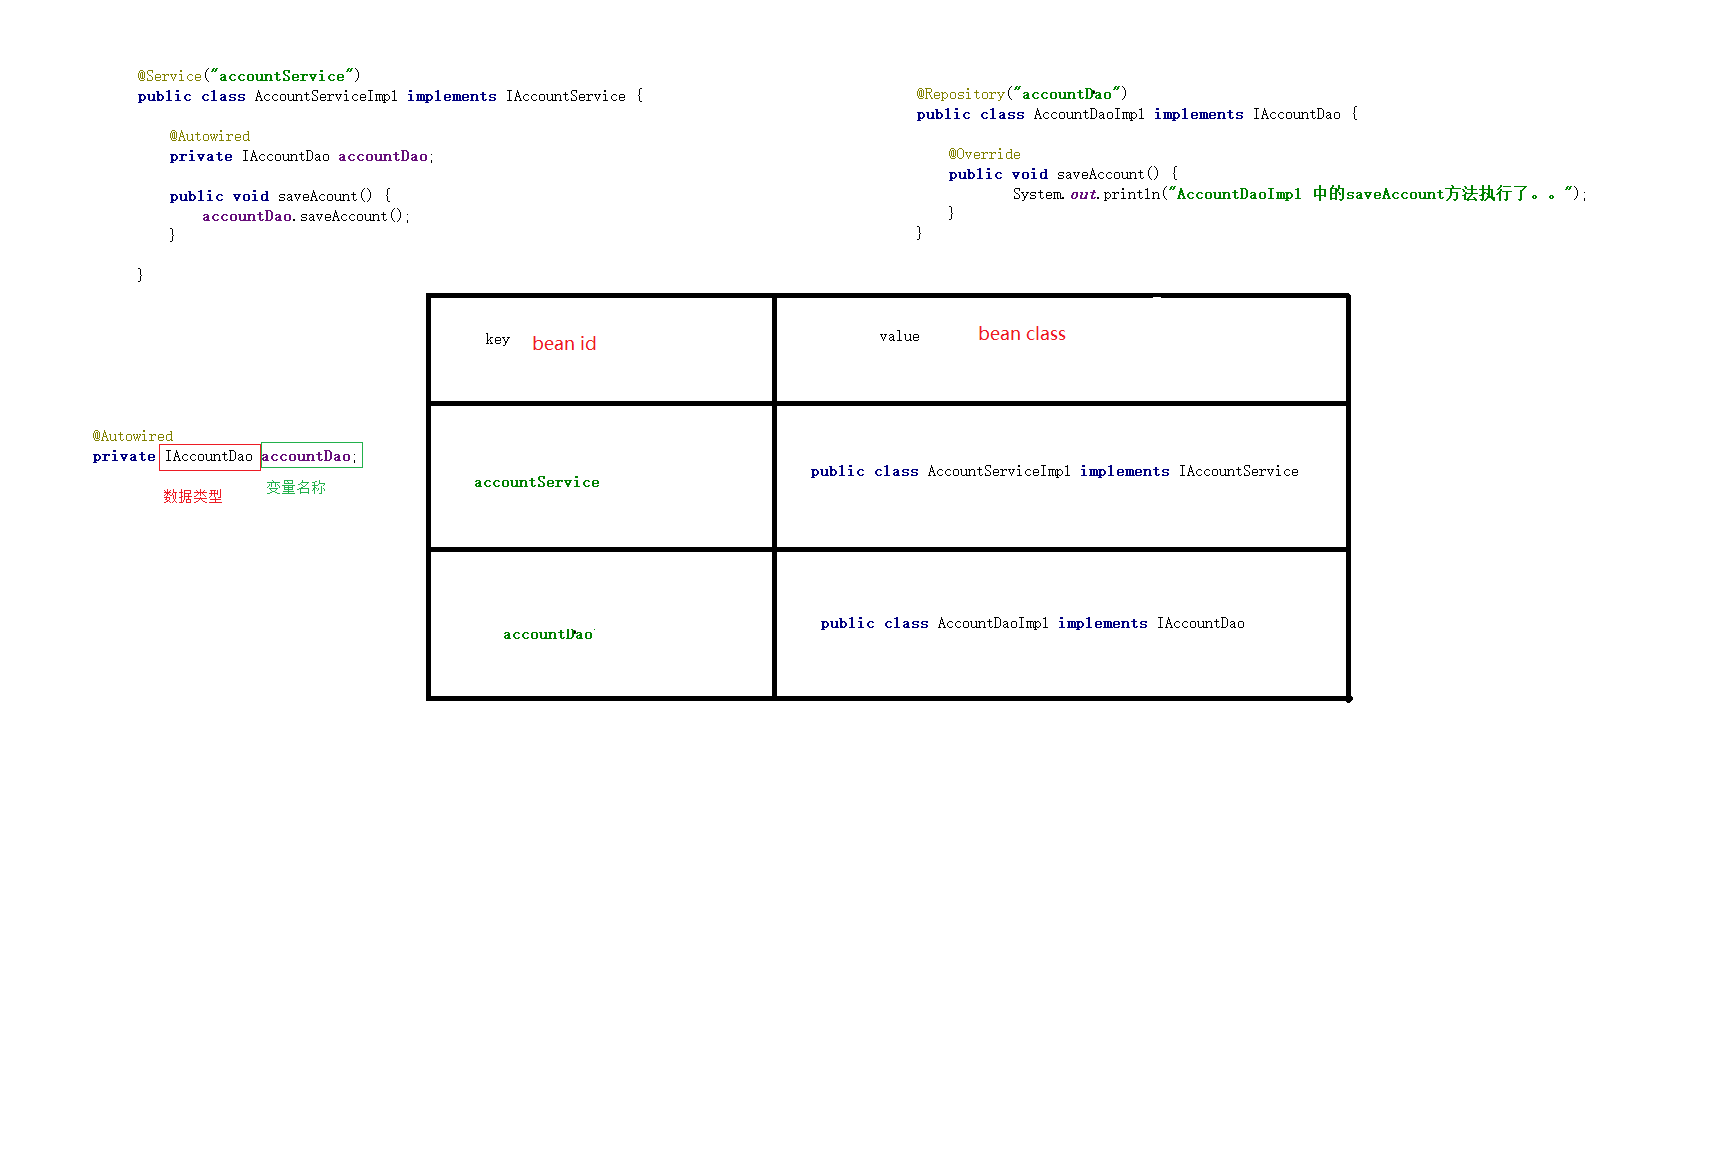 @Service("accountService")
public class AccountServiceImpl implements IAccountService {
@Autowired
private IAccountDao accountDao;
public void saveAcount() {
accountDao.saveAccount();
}
}
@Repository("accountDao")
public class AccountDaoImpl implements IAccountDao {
@Override
public void saveAccount() {
System.out.println("AccountDaoImpl 中的saveAccount方法执行了。。");
}
}
key bean id
value bean class
@Autowired
private IAccountDao accountDao;
数据类型 变量名称
accountService
public class AccountServiceImpl implements IAccountService
accountDao
public class AccountDaoImpl implements IAccountDao